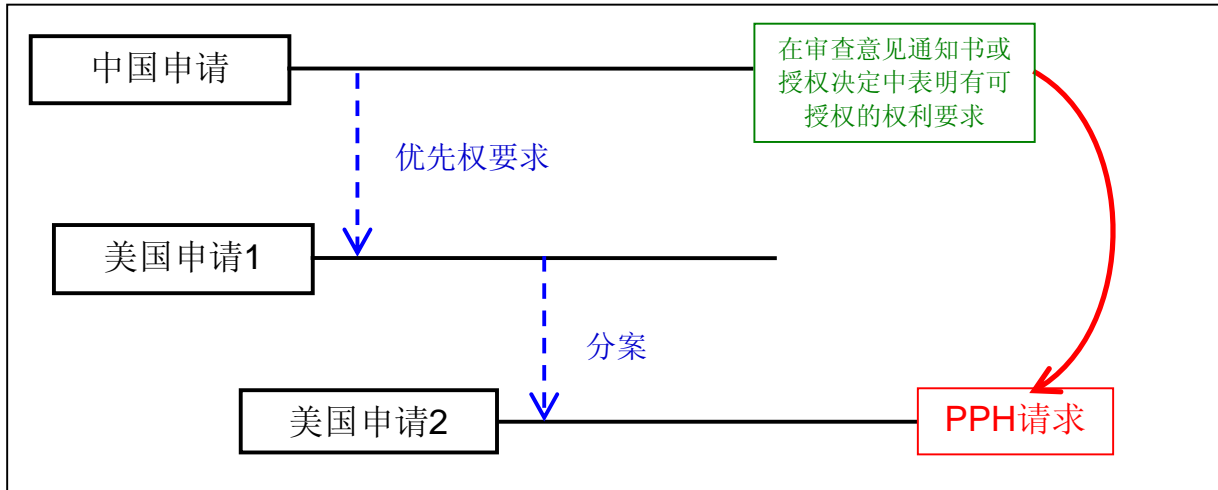 中国申请
在审查意见通知书或
授权决定中表明有可
授权的权利要求
优先权要求
美国申请1
分案
美国申请2
PPH请求